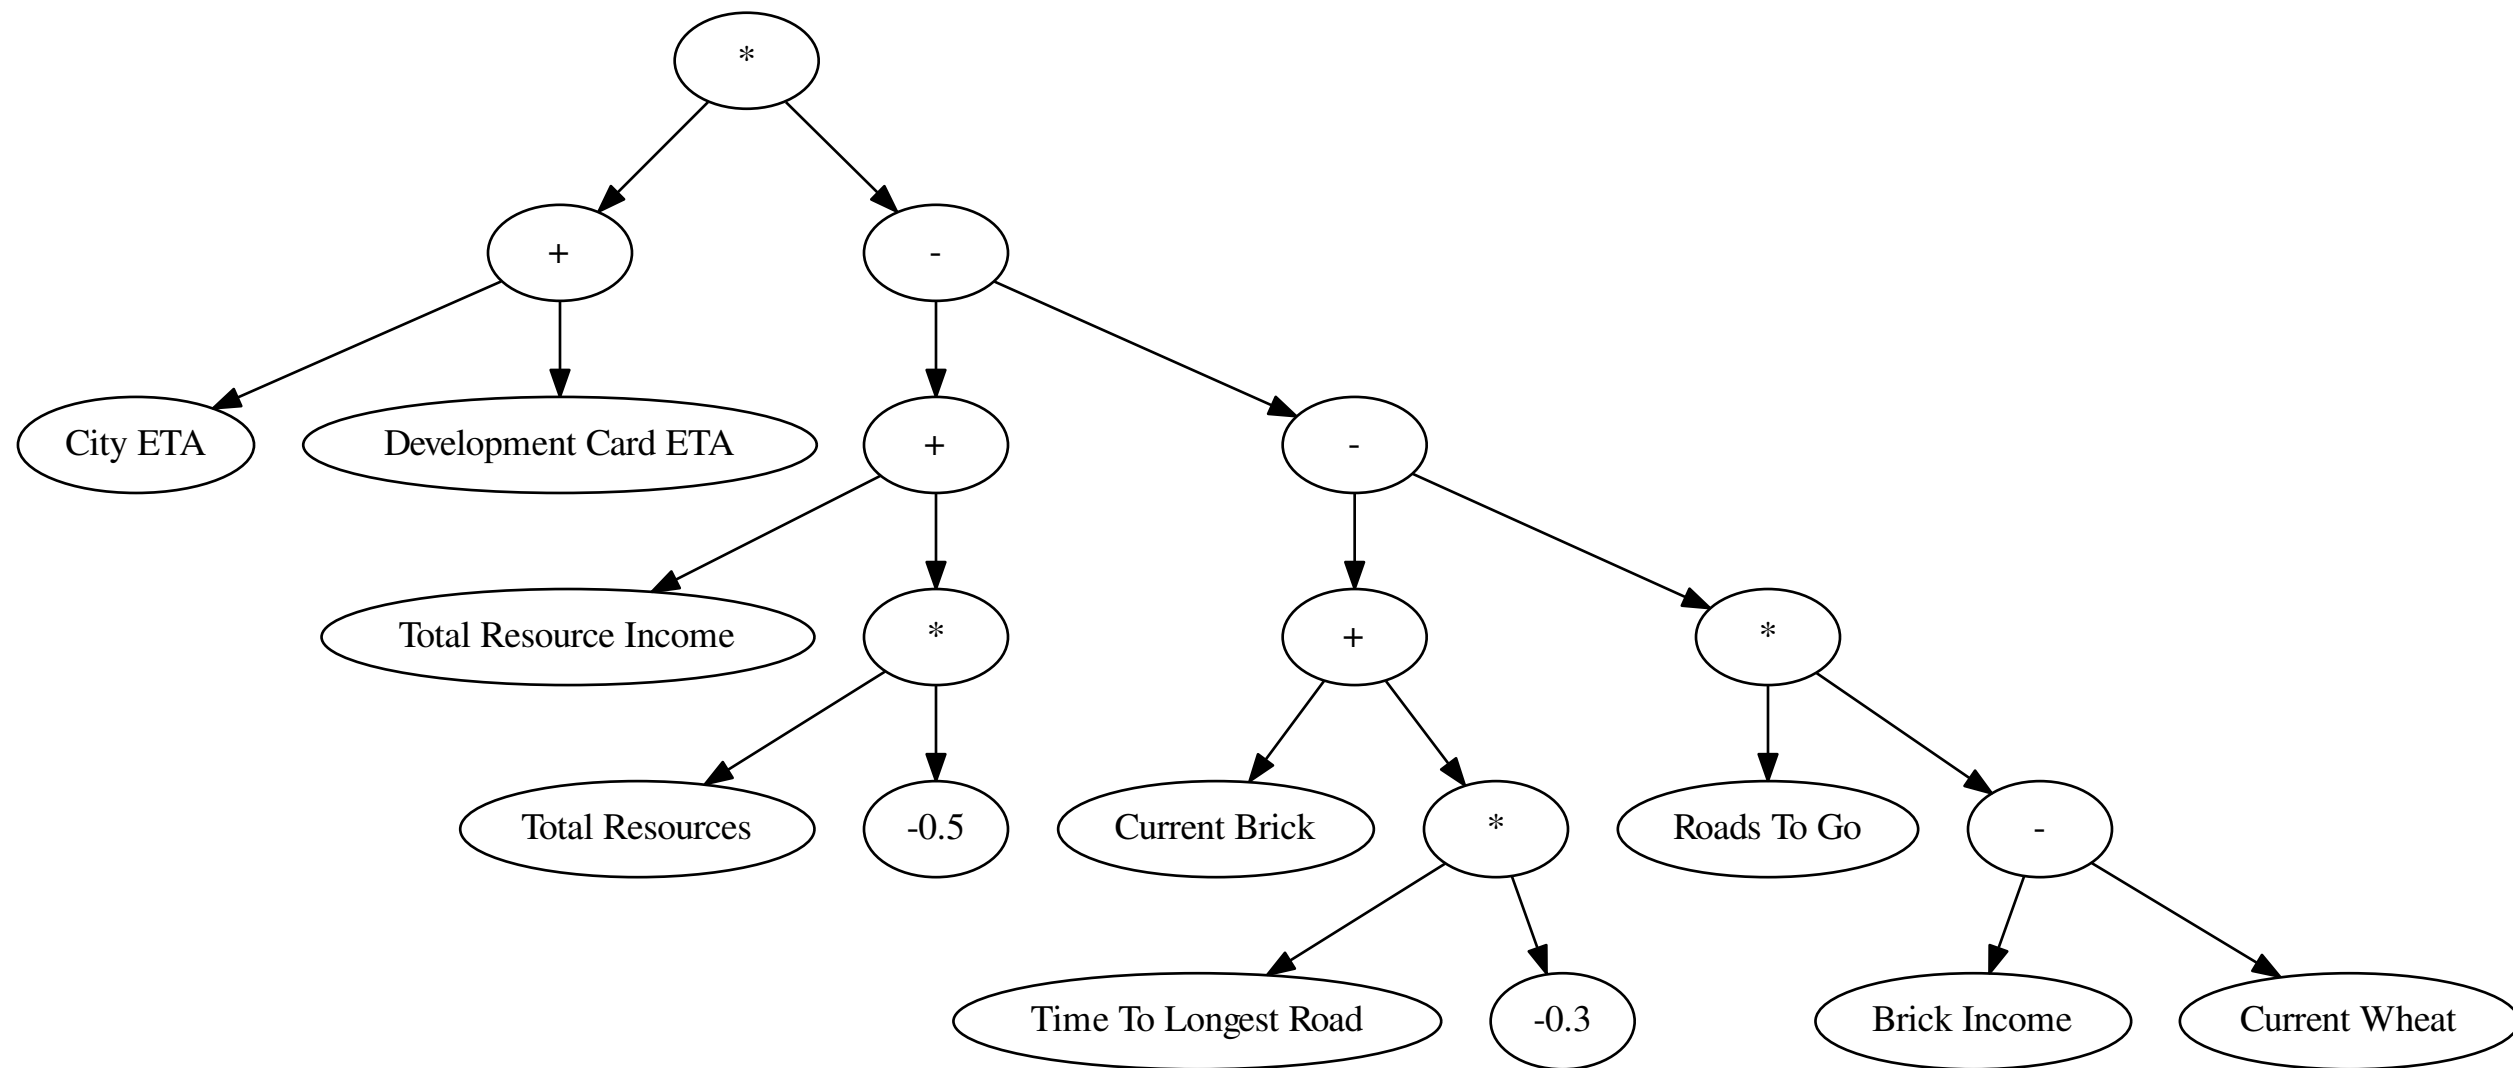 *
+
-
City ETA
Development Card ETA
+
-
Total Resource Income
*
+
*
Total Resources
-0.5
Current Brick
*
Roads To Go
-
Time To Longest Road
-0.3
Brick Income
Current Wheat